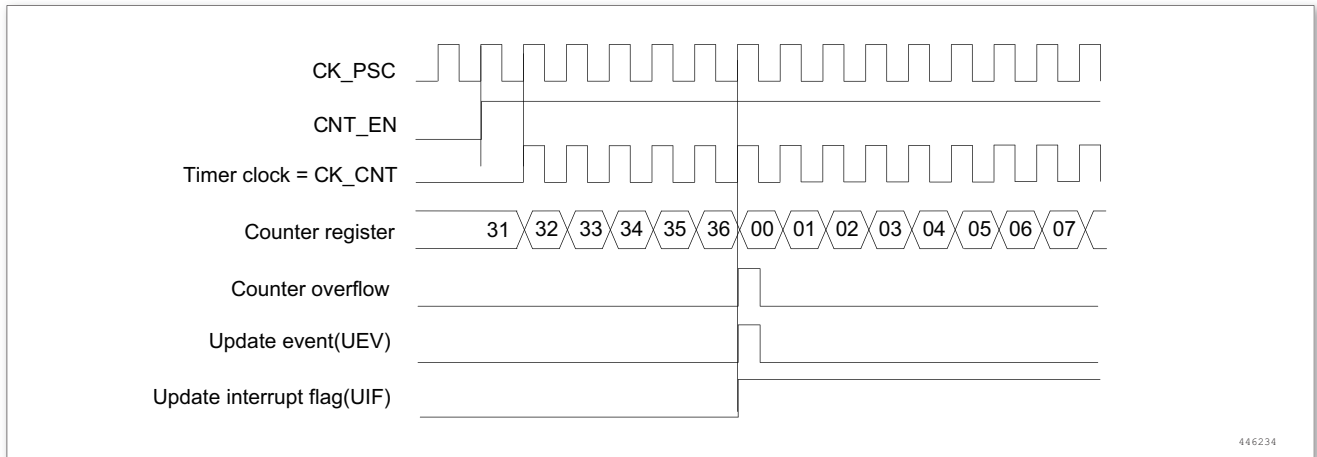 CK_PSC
CNT_EN
Timer clock = CK_CNT
Counter register 31 32 33 34 35 36 00 01 02 03 04 05 06 07
Counter overflow
Update event(UEV)
Update interrupt flag(UIF)
446234